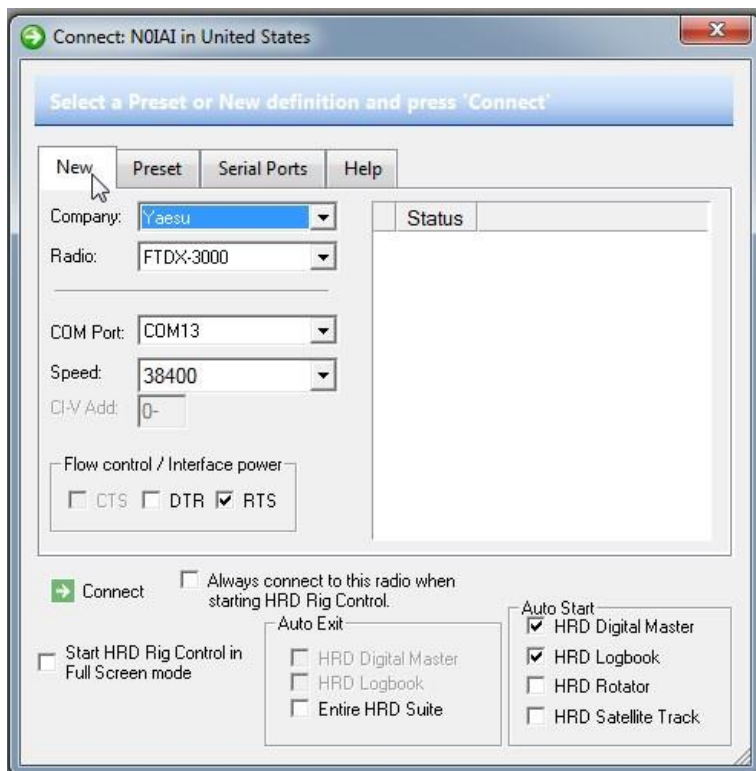 Connect: N0IAI in United States
Select a Preset or New definition and press 'Connect'
New Preset Serial Ports Help
Company: Yaesu
Status
Radio: FTDX-3000
COM Port: COM13
Speed: 38400
CI-V Add: 0-
Flow control / Interface power
CTS DTR RTS
Connect
Always connect to this radio when
starting HRD Rig Control.
Start HRD Rig Control in
Full Screen mode
Auto Exit
HRD Digital Master
HRD Logbook
Entire HRD Suite
Auto Start
HRD Digital Master
HRD Logbook
HRD Rotator
HRD Satellite Track